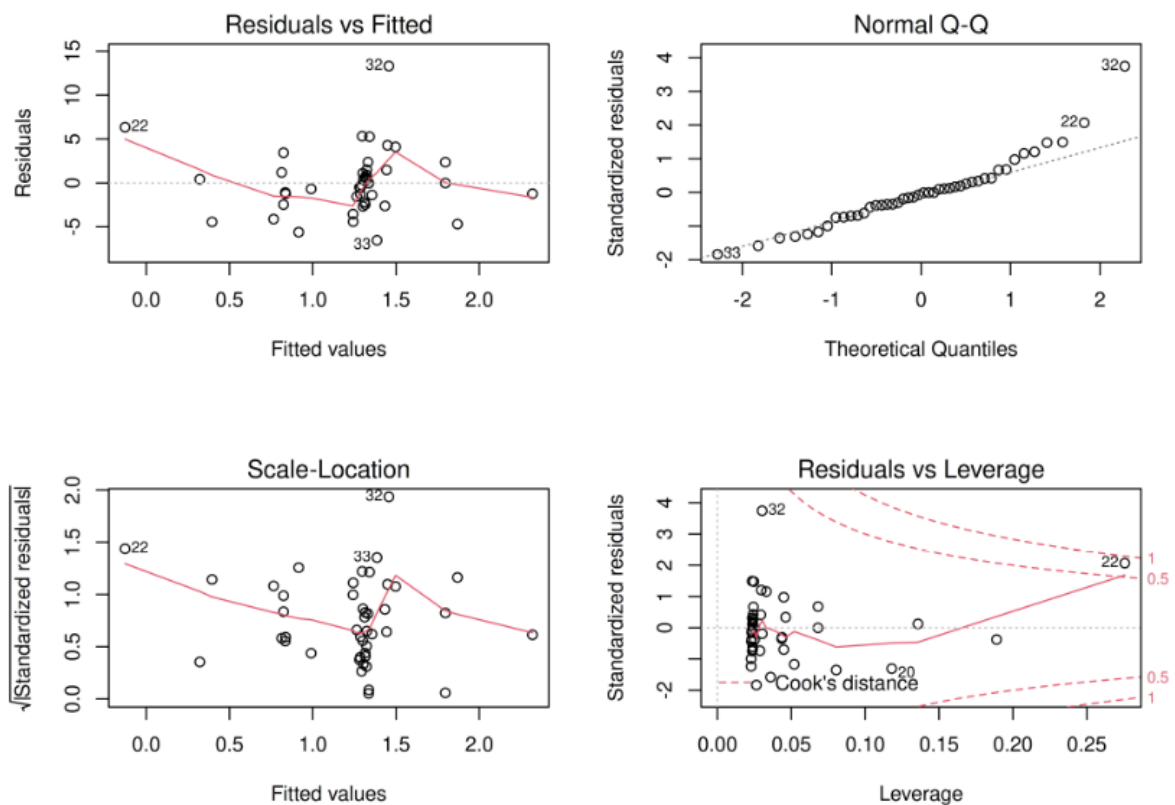 Residuals vs Fitted
Residuals
15
10
5
0
-5
32
22
33
0.0 0.5 1.0 1.5 2.0
Fitted values
Normal Q-Q
Standardized residuals
4
3
2
1
0
-2
32
22
33
-2 -1 0 1 2
Theoretical Quantiles
Scale-Location
√|Standardized residuals|
2.0
1.5
1.0
0.5
0.0
32
22
33
0.0 0.5 1.0 1.5 2.0
Fitted values
Residuals vs Leverage
Standardized residuals
4
3
2
1
0
-2
32
22
20
1
0.5
0.5
1
Cook's distance
0.00 0.05 0.10 0.15 0.20 0.25
Leverage